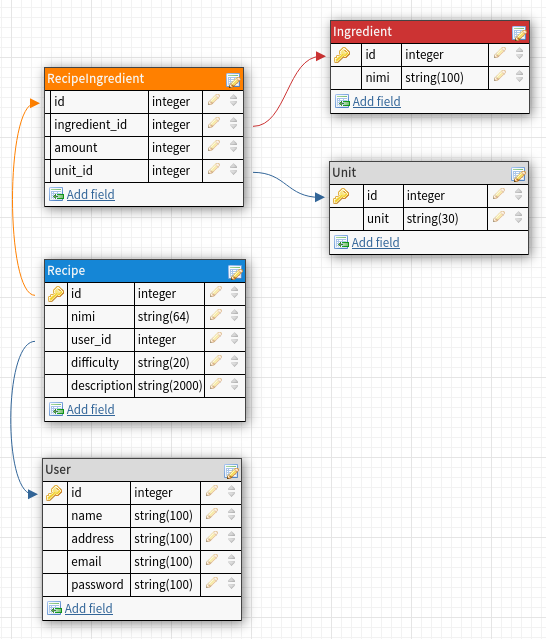 Ingredient
id integer
nimi string(100)
Add field
RecipeIngredient
id integer
ingredient_id integer
amount integer
unit_id integer
Add field
Unit
id integer
unit string(30)
Add field
Recipe
id integer
nimi string(64)
user_id integer
difficulty string(20)
description string(2000)
Add field
User
id integer
name string(100)
address string(100)
email string(100)
password string(100)
Add field